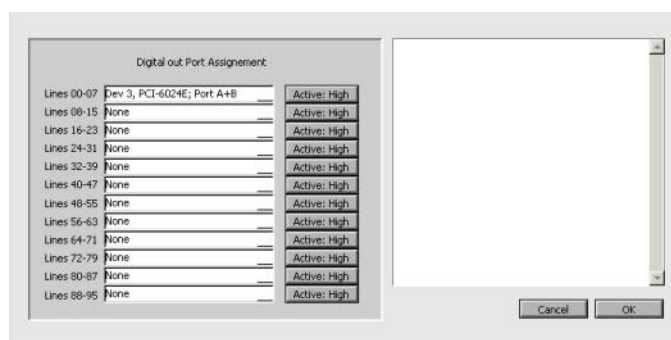 Digital out Port Assignement
Lines 00-07 Dev 3, PCI-6024E; Port A+B Active: High
Lines 08-15 None Active: High
Lines 16-23 None Active: High
Lines 24-31 None Active: High
Lines 32-39 None Active: High
Lines 40-47 None Active: High
Lines 48-55 None Active: High
Lines 56-63 None Active: High
Lines 64-71 None Active: High
Lines 72-79 None Active: High
Lines 80-87 None Active: High
Lines 88-95 None Active: High
Cancel OK